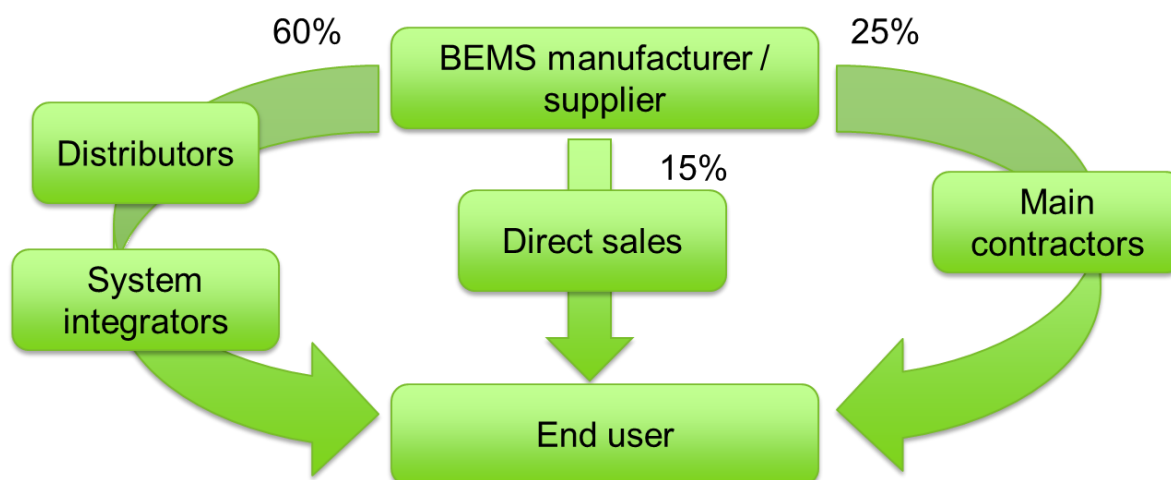 60%
BEMS manufacturer /
supplier
25%
Distributors
15%
Direct sales
Main
contractors
System
integrators
End user